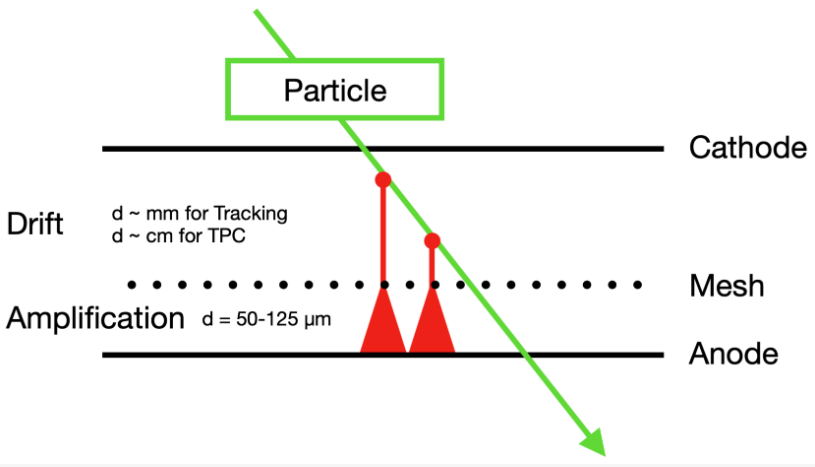 Particle
Cathode
Drift
d ~ mm for Tracking
d ~ cm for TPC
Mesh
Amplification d = 50-125 μm
Anode